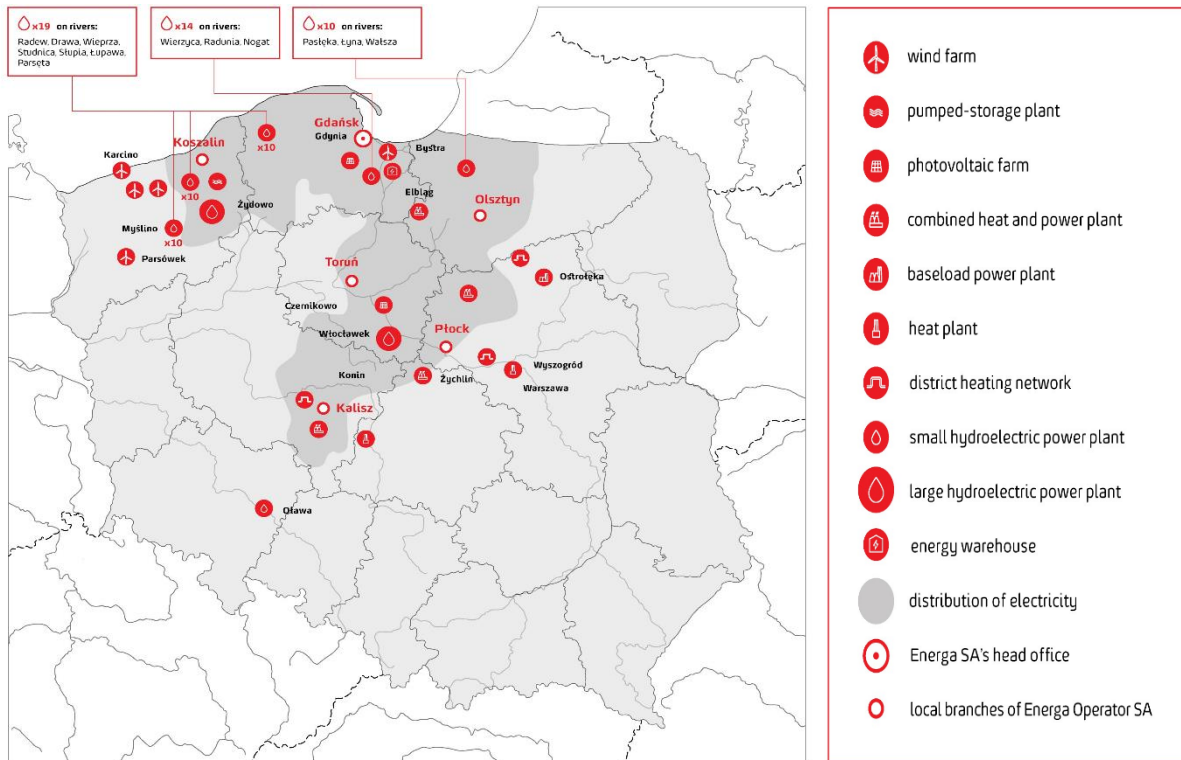 x19 on rivers:
Radew, Drawa, Wieprza,
Studnica, Słupia, Łupawa,
Parsęta
x14 on rivers:
Wierzyca, Radunia, Nogat
x10 on rivers:
Pasłęka, Łyna, Wałsza
Gdańsk
Gdynia
Koszalin
x10
Bystra
Karcino
x10
Elbląg
Olsztyn
Żydowo
Myślino
x10
Parsówek
Toruń
Ostrołęka
Czernikowo
Włocławek
Płock
Wyszogród
Konin
Żychlin
Warszawa
Kalisz
Oława
wind farm
pumped-storage plant
photovoltaic farm
combined heat and power plant
baseload power plant
heat plant
district heating network
small hydroelectric power plant
large hydroelectric power plant
energy warehouse
distribution of electricity
Energa SA's head office
local branches of Energa Operator SA